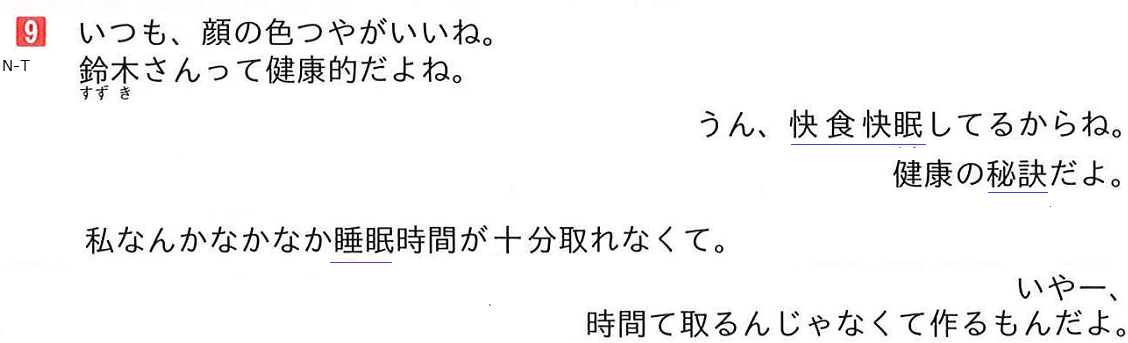 9 いつも、顔の色つやがいいね。
N-T 鈴木さんって健康的だよね。
すず き
うん、快食快眠してるからね。
健康の秘訣だよ。
私なんかなかなか睡眠時間が十分取れなくて。
いやー、
時間て取るんじゃなくて作るもんだよ。